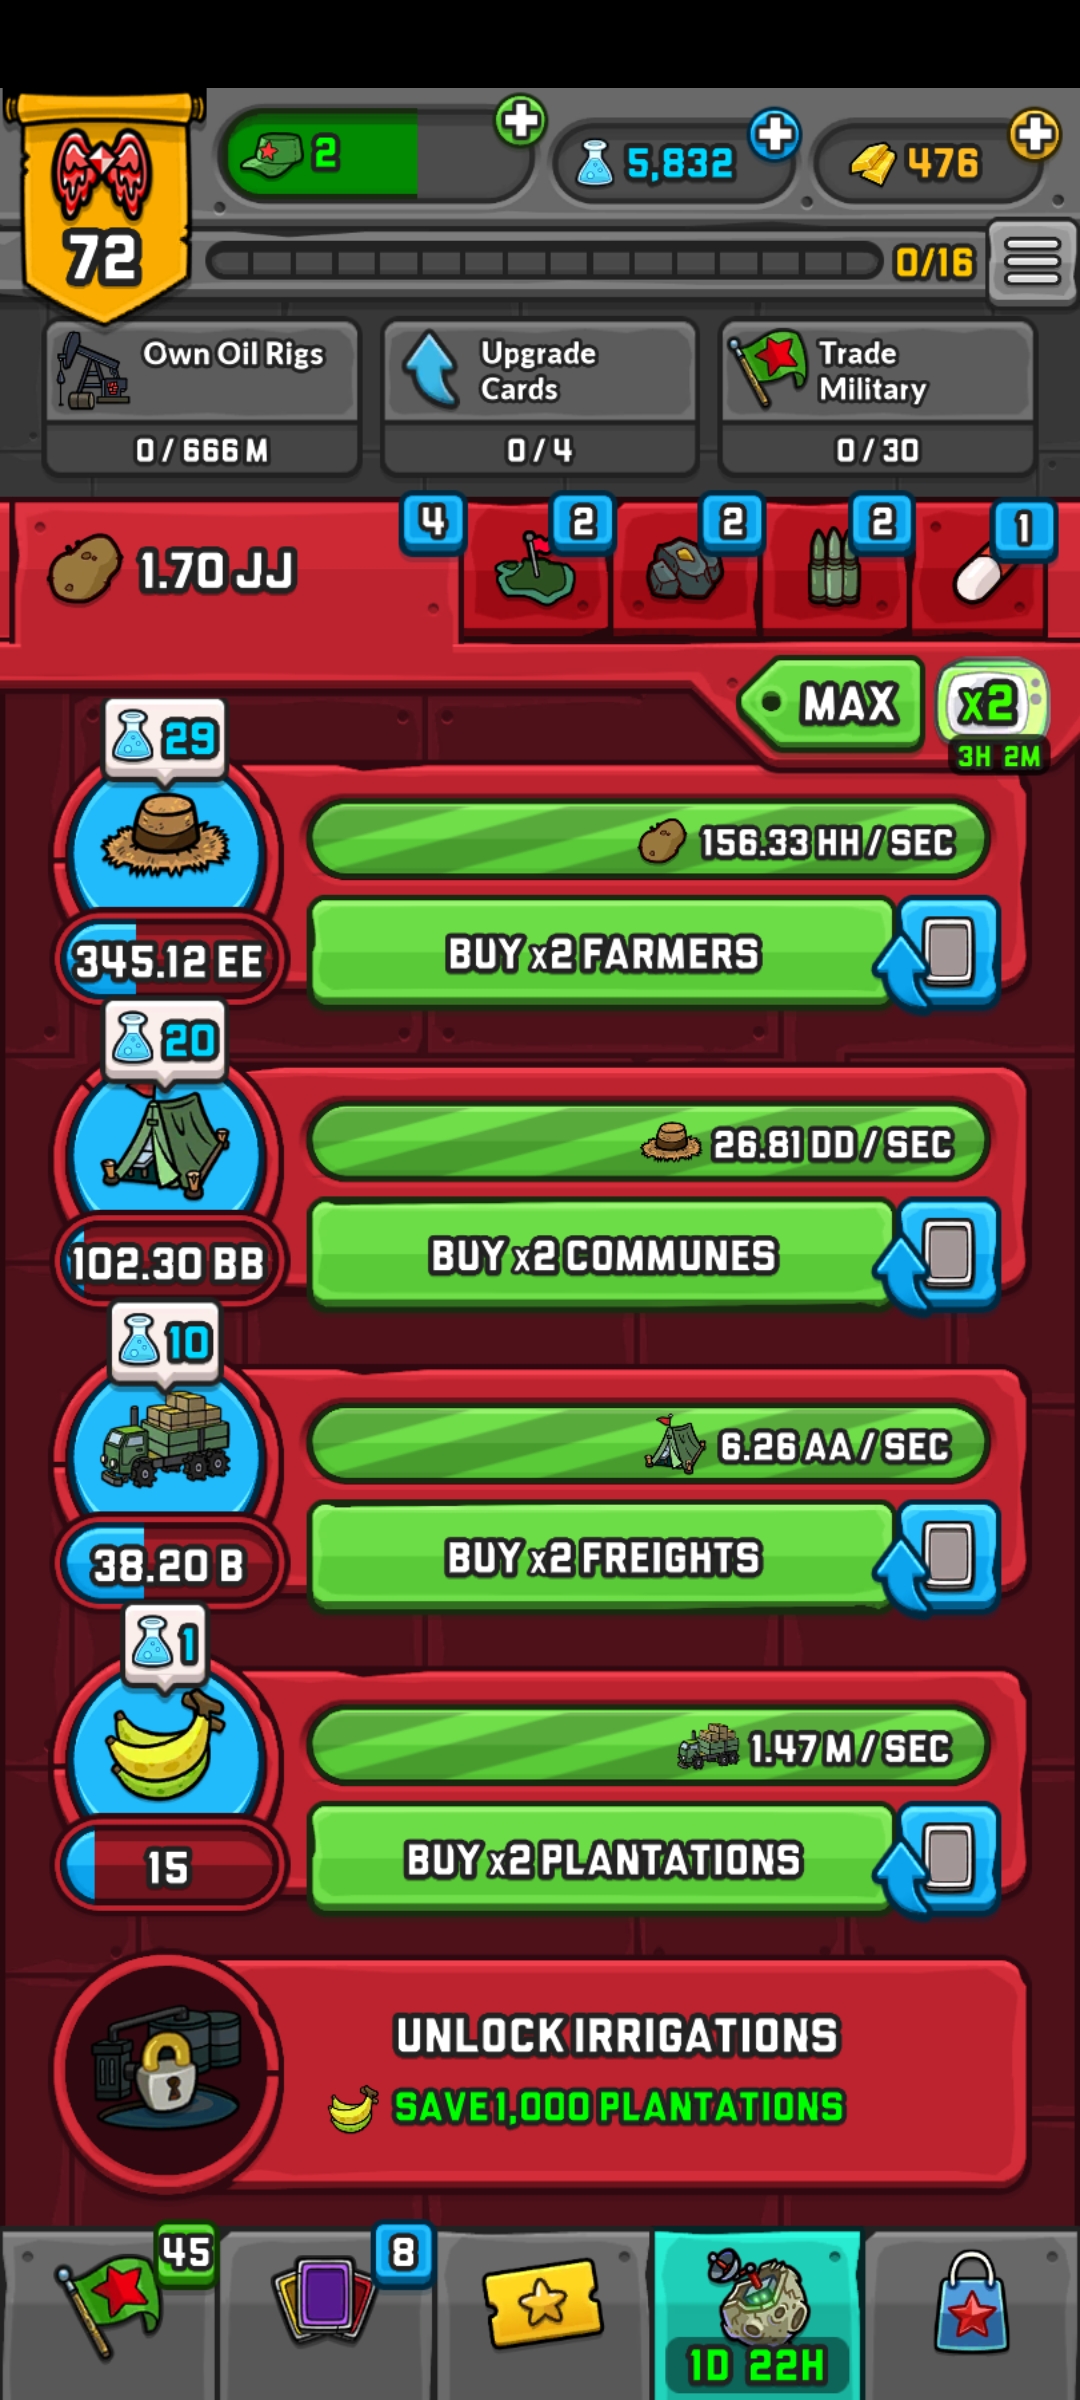 2
5,832
476
72
0/16
Own Oil Rigs
0 / 666 M
Upgrade
Cards
0 / 4
Trade
Military
0 / 30
1.70 JJ
4
2
2
2
1
MAX
x2
3H 2M
29
156.33 HH / SEC
345.12 EE
BUY x2 FARMERS
20
26.81 DD / SEC
102.30 BB
BUY x2 COMMUNES
10
6.26 AA / SEC
38.20 B
BUY x2 FREIGHTS
1
1.47 M / SEC
15
BUY x2 PLANTATIONS
UNLOCK IRRIGATIONS
SAVE 1,000 PLANTATIONS
45
8
1D 22H